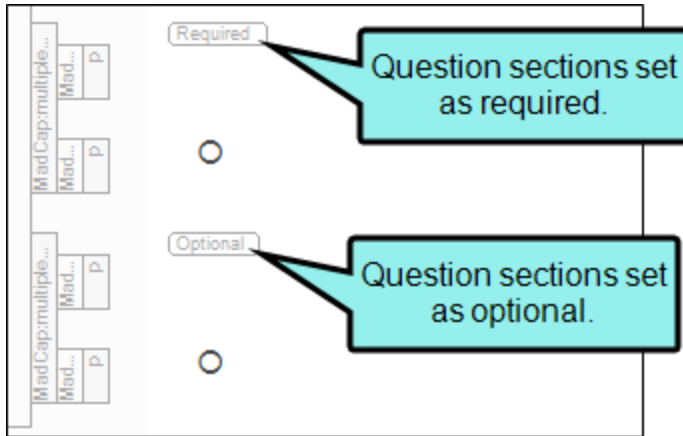 Required
Question sections set
as required.
MadCap:multiple...
Mad...
p
Mad...
p
Optional
Question sections set
as optional.
MadCap:multiple...
Mad...
p
Mad...
p